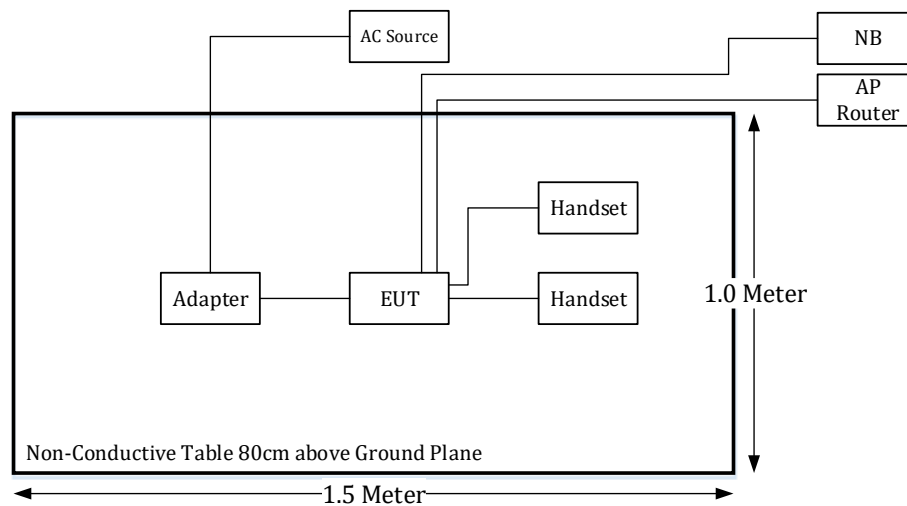 AC Source
NB
AP
Router
Handset
Adapter
EUT
Handset
1.0 Meter
Non-Conductive Table 80cm above Ground Plane
1.5 Meter